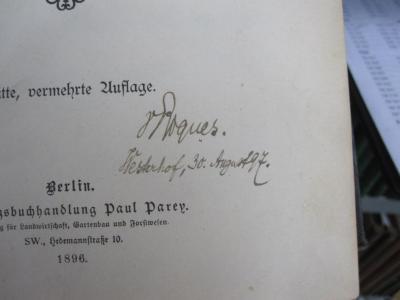 tte, vermehrte Auflage.
v Roques.
Westerhof, 30. August 97.
Berlin.
gsbuchhandlung Paul Parey.
g für Landwirtschaft, Gartenbau und Forstwesen.
SW., Hedemannstraße 10.
1896.